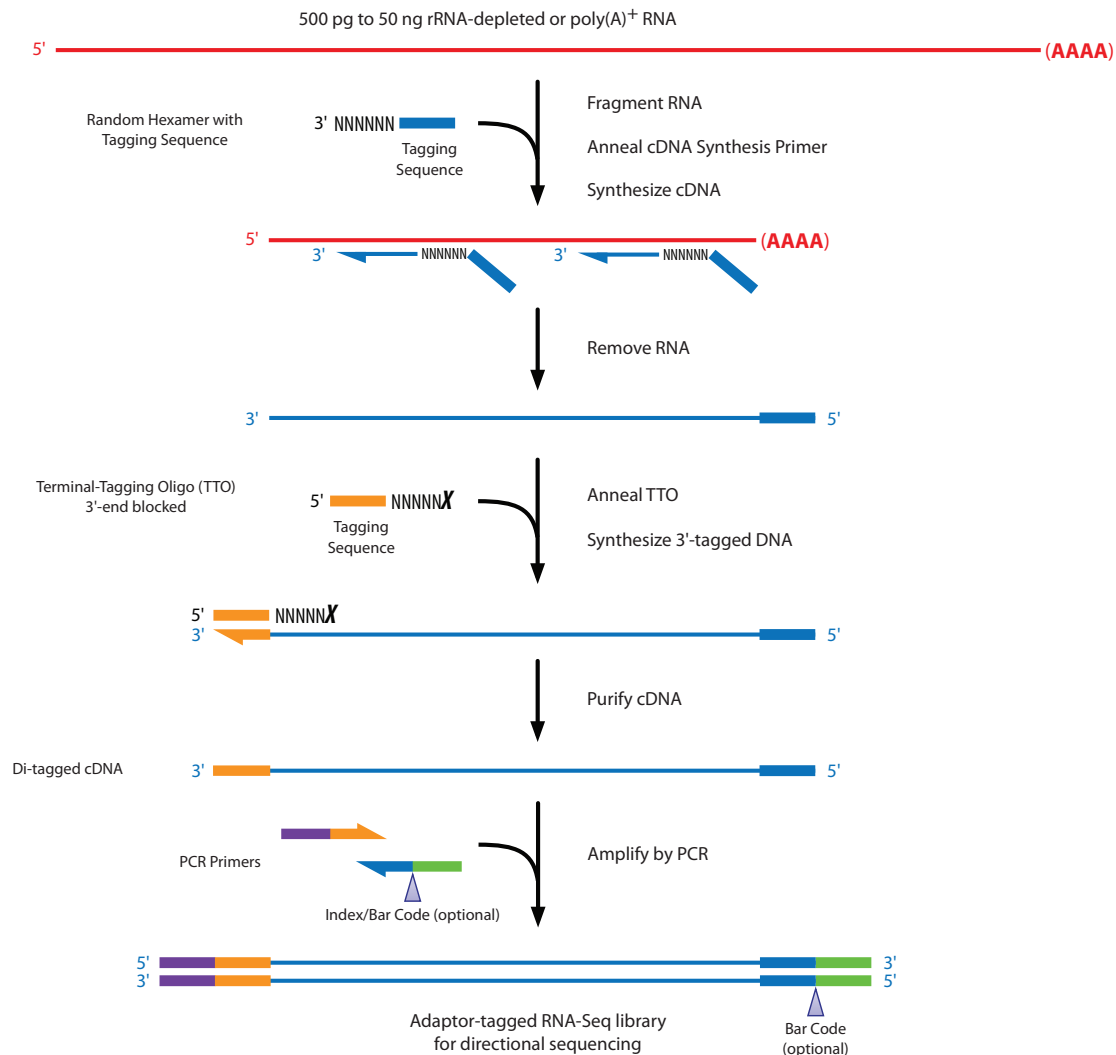 500 pg to 50 ng rRNA-depleted or poly(A)+ RNA
5' (AAAA)
Random Hexamer with
Tagging Sequence
3' NNNNNN
Tagging
Sequence
Fragment RNA
Anneal cDNA Synthesis Primer
Synthesize cDNA
5' (AAAA)
3' NNNNNN 3' NNNNNN
Remove RNA
3' 5'
Terminal-Tagging Oligo (TTO)
3'-end blocked
5' NNNNNX
Tagging
Sequence
Anneal TTO
Synthesize 3'-tagged DNA
5' NNNNNX
3' 5'
Purify cDNA
Di-tagged cDNA 3' 5'
PCR Primers
Index/Bar Code (optional)
Amplify by PCR
5' 3'
3' 5'
Adaptor-tagged RNA-Seq library
for directional sequencing
Bar Code
(optional)